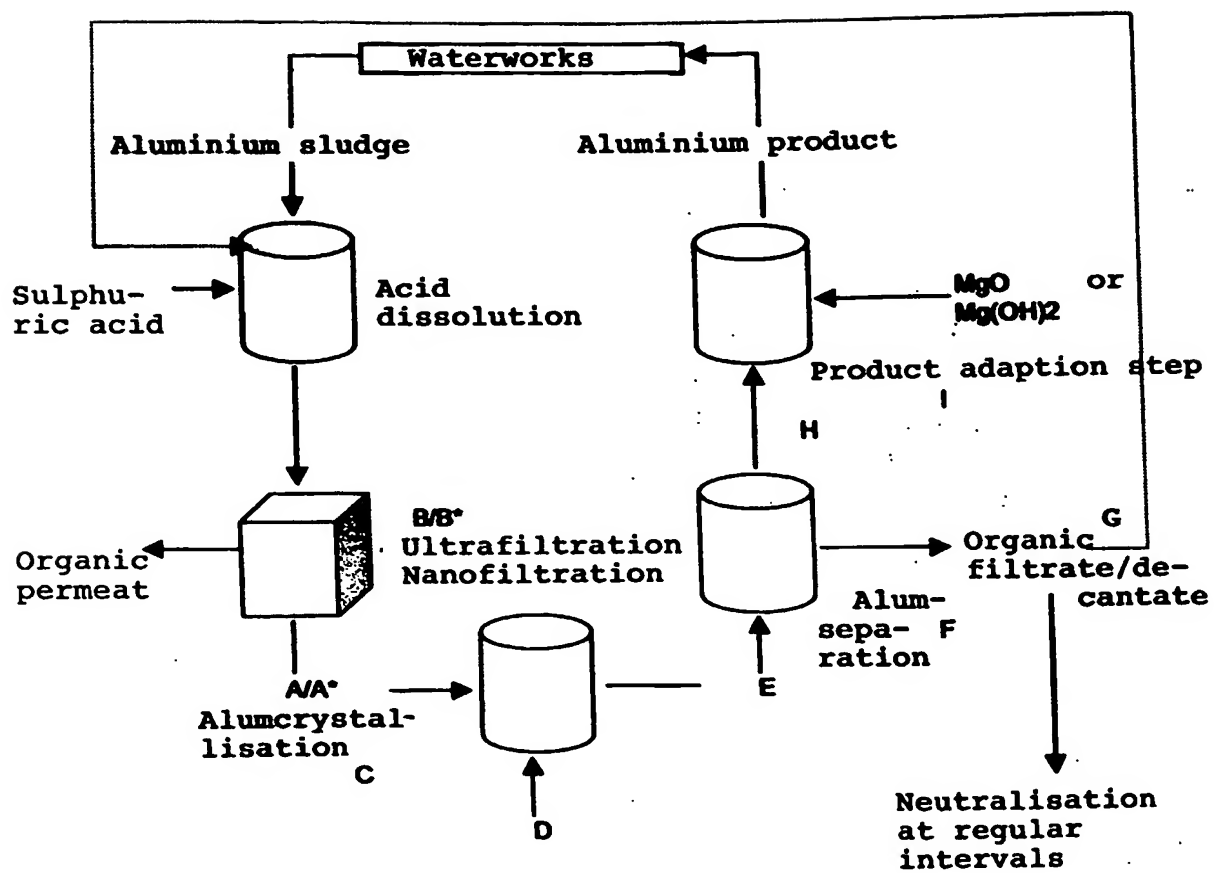 Waterworks
Aluminium sludge
Aluminium product
Sulphu-
ric acid
Acid
dissolution
MgO or
Mg(OH)2
Product adaption step
I
H
B/B*
Ultrafiltration
Nanofiltration
Organic
permeat
G
Organic
filtrate/de-
cantate
Alum-
sepa- F
ration
A/A*
Alumcrystal-
lisation
C
E
D
Neutralisation
at regular
intervals